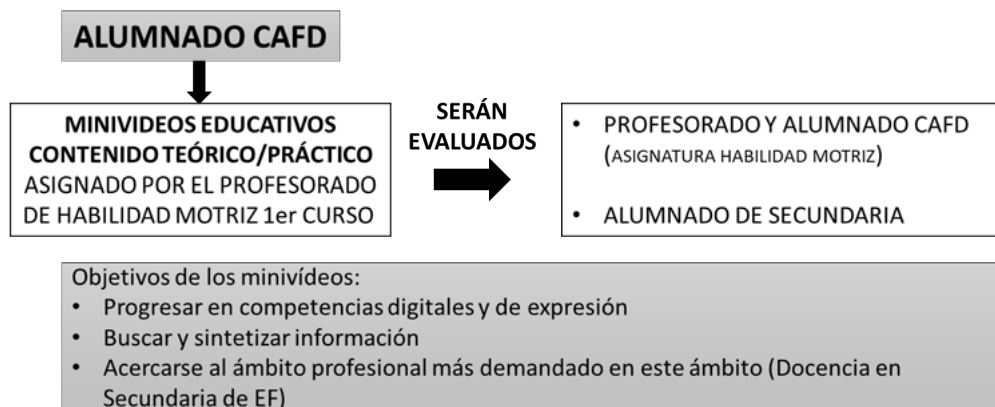 ALUMNADO CAFD
MINIVIDEOS EDUCATIVOS
CONTENIDO TEÓRICO/PRÁCTICO
ASIGNADO POR EL PROFESORADO
DE HABILIDAD MOTRIZ 1er CURSO
SERÁN
EVALUADOS
• PROFESORADO Y ALUMNADO CAFD
(ASIGNATURA HABILIDAD MOTRIZ)
• ALUMNADO DE SECUNDARIA
Objetivos de los minivídeos:
• Progresar en competencias digitales y de expresión
• Buscar y sintetizar información
• Acercarse al ámbito profesional más demandado en este ámbito (Docencia en
Secundaria de EF)